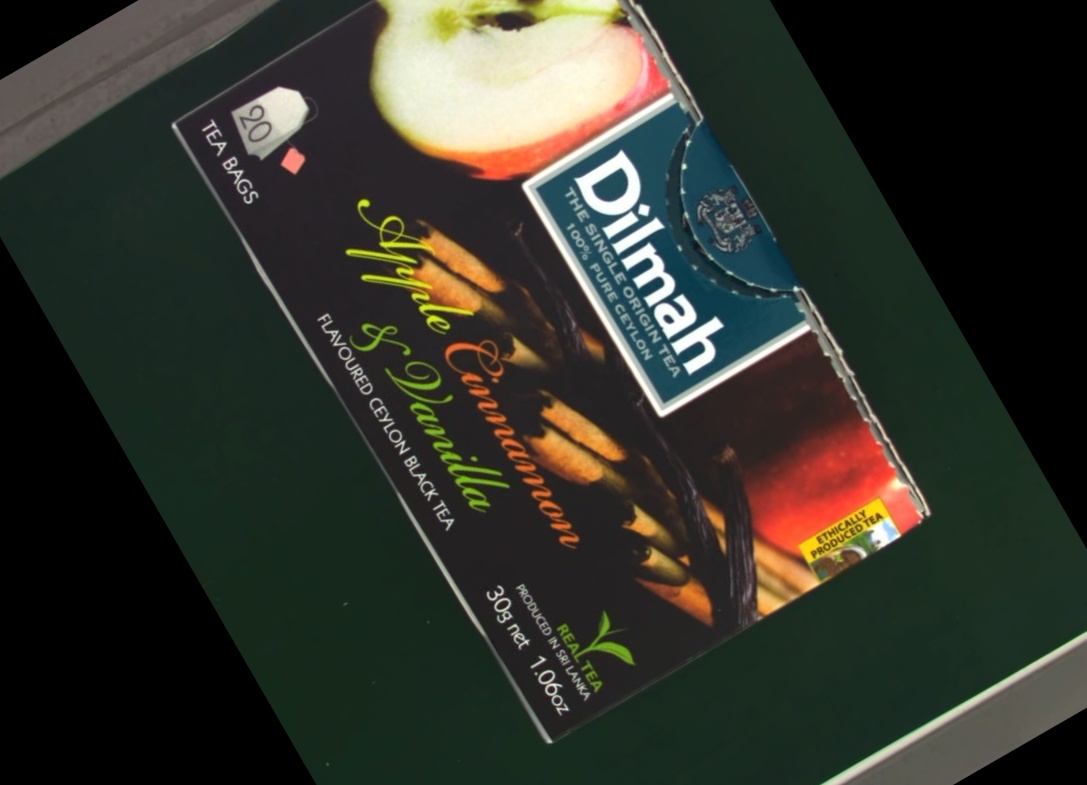 Dilmah
THE SINGLE ORIGIN TEA
100% PURE CEYLON
20
TEA BAGS
Apple Cinnamon
& Vanilla
FLAVOURED CEYLON BLACK TEA
ETHICALLY
PRODUCED TEA
REAL TEA
PRODUCED IN SRI LANKA
30g net 1.06oz